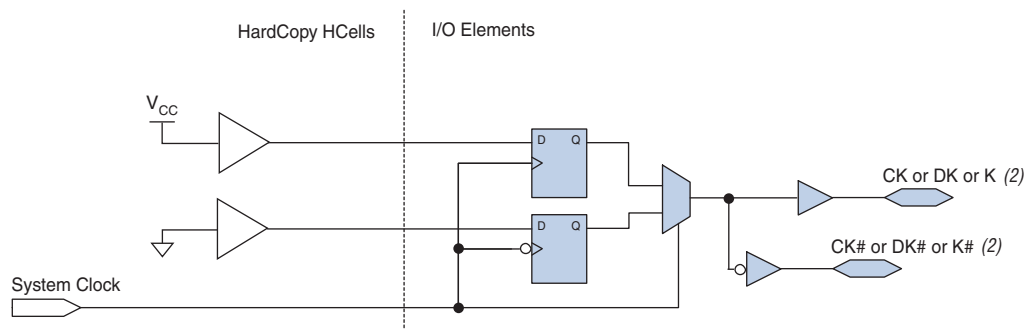 HardCopy HCells
I/O Elements
VCC
D Q
CK or DK or K (2)
D Q
CK# or DK# or K# (2)
System Clock